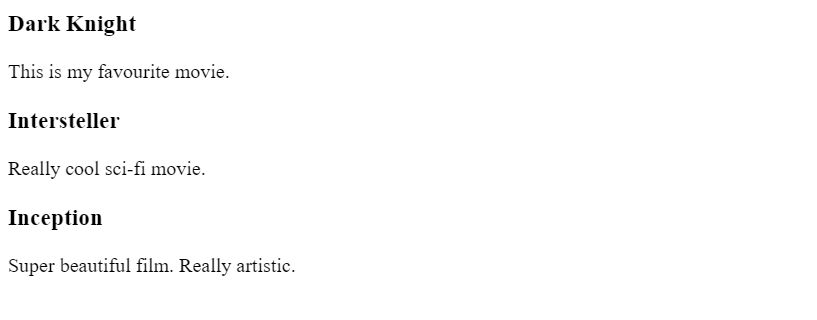 Dark Knight
This is my favourite movie.
Intersteller
Really cool sci-fi movie.
Inception
Super beautiful film. Really artistic.